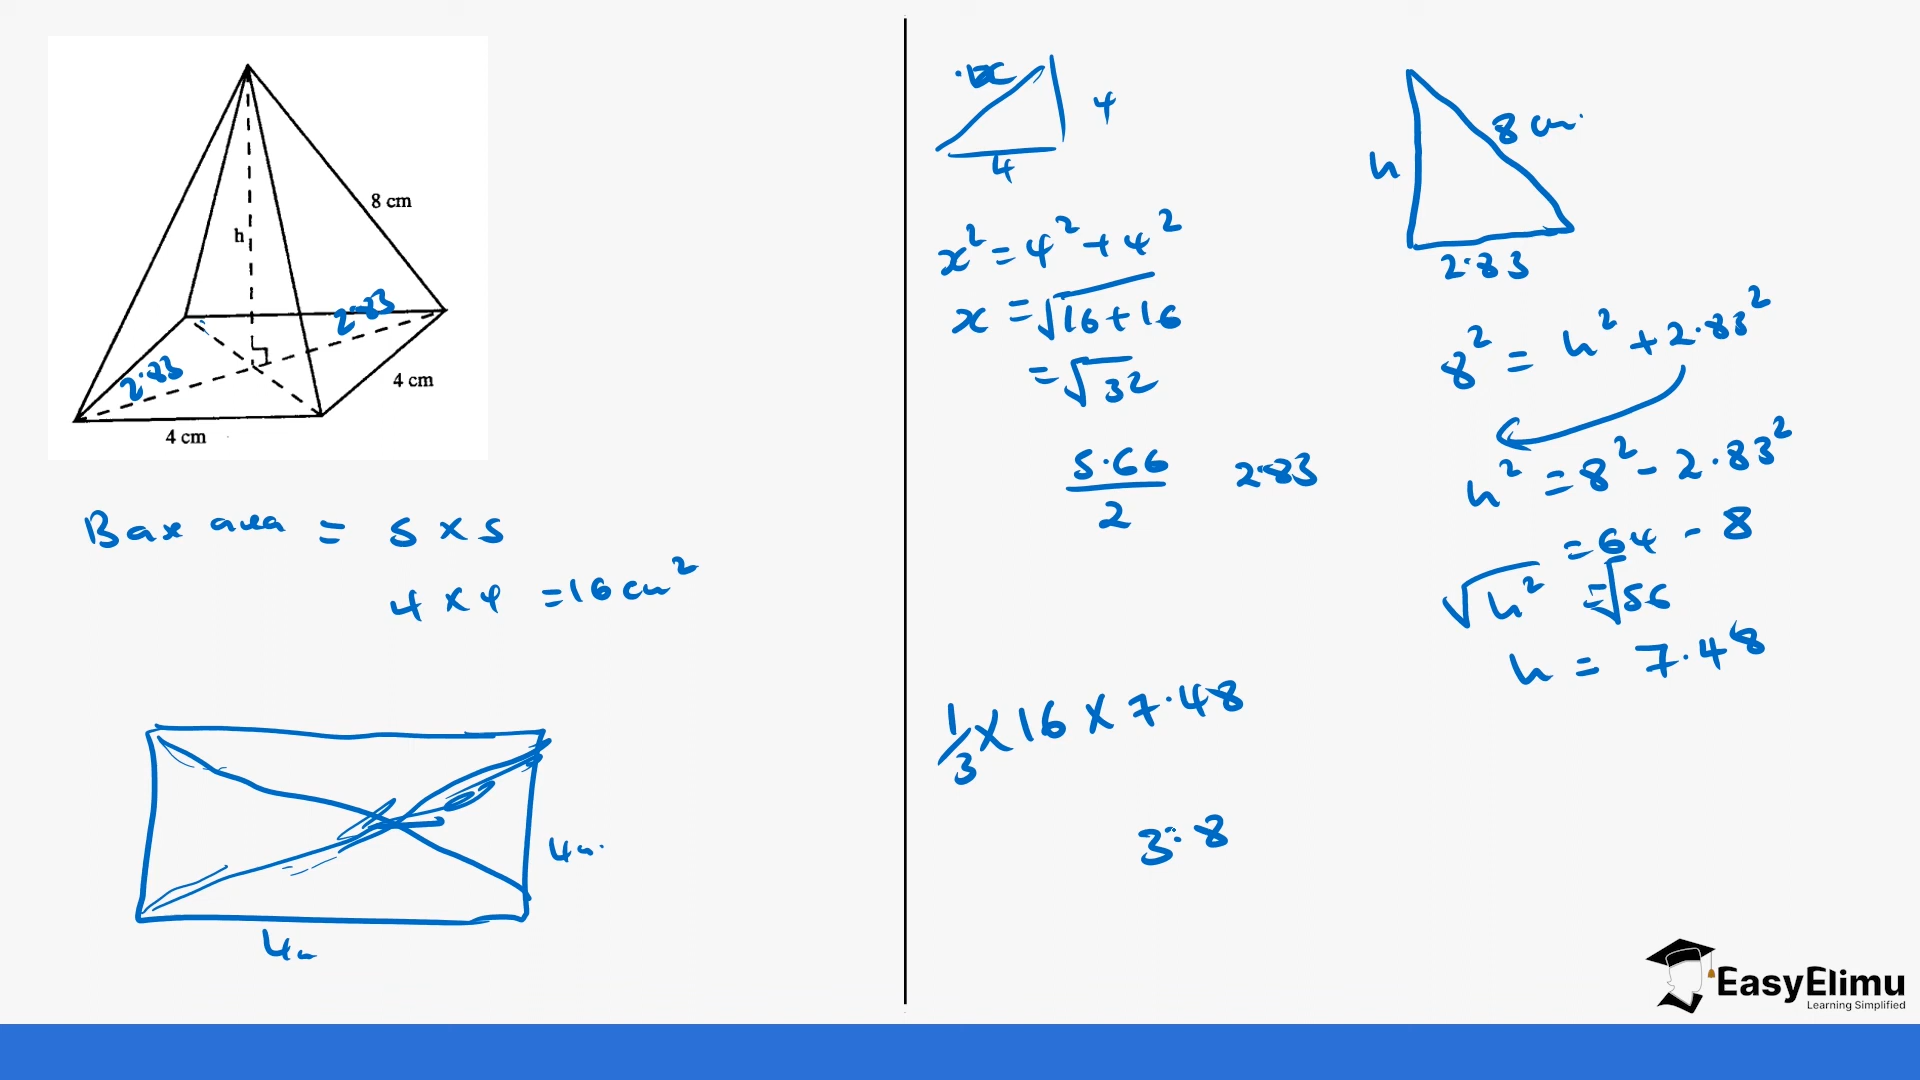 8 cm
h
2.83
2.83
4 cm
4 cm
Base area = s x s
4 x 4 = 16 cm²
4
4
x
4
4
x² = 4² + 4²
x = √16 + 16
= √32
5.66
2
2.83
1/3 x 16 x 7.48
3:8
8 cm.
h
2.83
8² = h² + 2.83²
h² = 8² - 2.83²
= 64 - 8
√h² = √56
h = 7.48
EasyElimu
Learning Simplified